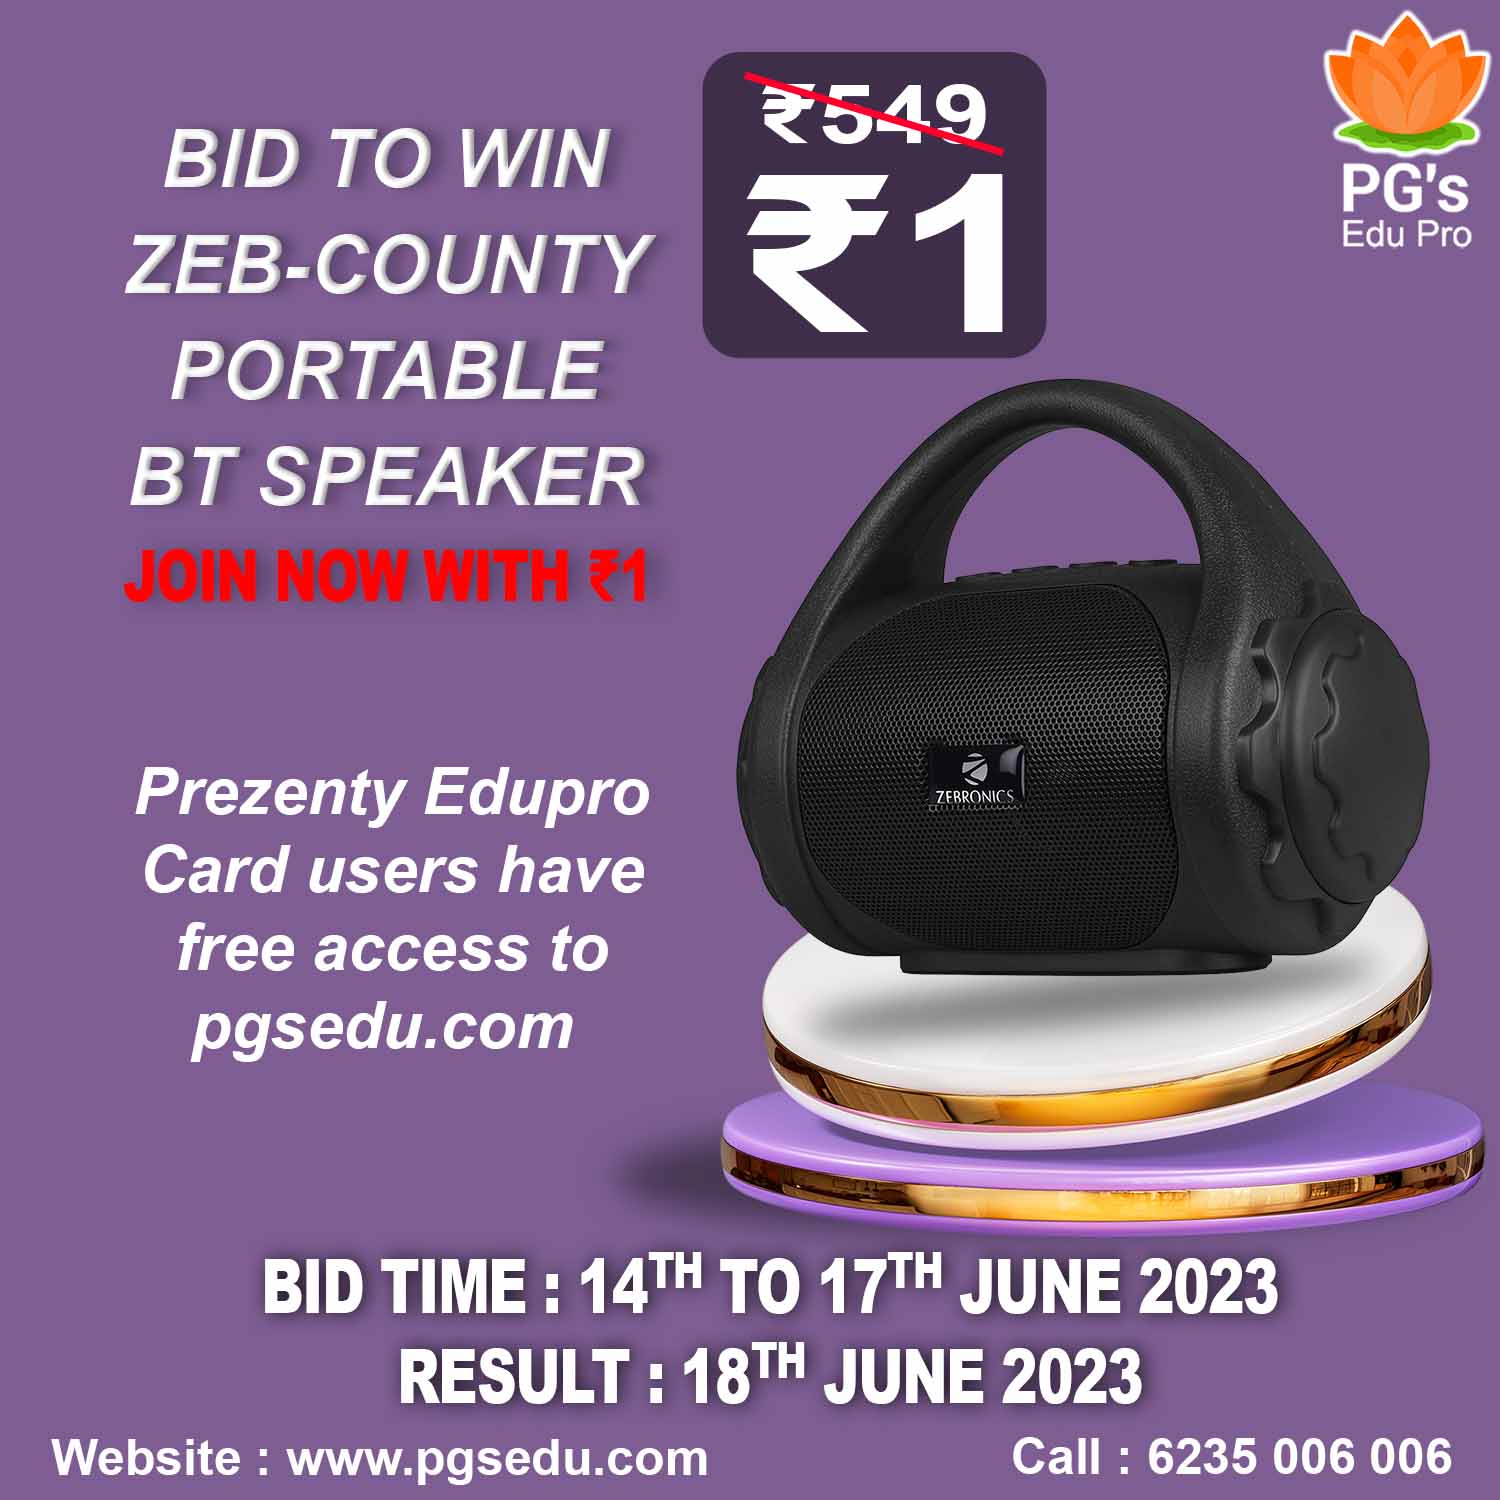 BID TO WIN
ZEB-COUNTY
PORTABLE
BT SPEAKER
JOIN NOW WITH ₹1
₹549
₹1
PG's
Edu Pro
ZEBRONICS
Prezenty Edupro
Card users have
free access to
pgsedu.com
BID TIME : 14TH TO 17TH JUNE 2023
RESULT : 18TH JUNE 2023
Website : www.pgsedu.com
Call : 6235 006 006